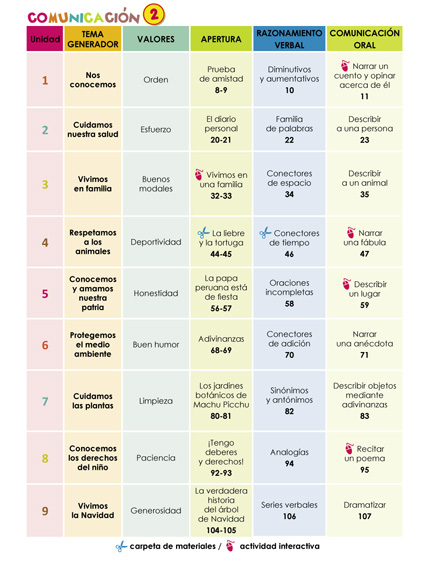 COMUNICACIÓN 2
Unidad
TEMA
GENERADOR
VALORES
APERTURA
RAZONAMIENTO
VERBAL
COMUNICACIÓN
ORAL
1
Nos
conocemos
Orden
Prueba
de amistad
8-9
Diminutivos
y aumentativos
10
Narrar un
cuento y opinar
acerca de él
11
2
Cuidamos
nuestra salud
Esfuerzo
El diario
personal
20-21
Familia
de palabras
22
Describir
a una persona
23
3
Vivimos
en familia
Buenos
modales
Vivimos en
una familia
32-33
Conectores
de espacio
34
Describir
a un animal
35
4
Respetamos
a los
animales
Deportividad
La liebre
y la tortuga
44-45
Conectores
de tiempo
46
Narrar
una fábula
47
5
Conocemos
y amamos
nuestra
patria
Honestidad
La papa
peruana está
de fiesta
56-57
Oraciones
incompletas
58
Describir
un lugar
59
6
Protegemos
el medio
ambiente
Buen humor
Adivinanzas
68-69
Conectores
de adición
70
Narrar
una anécdota
71
7
Cuidamos
las plantas
Limpieza
Los jardines
botánicos de
Machu Picchu
80-81
Sinónimos
y antónimos
82
Describir objetos
mediante
adivinanzas
83
8
Conocemos
los derechos
del niño
Paciencia
¡Tengo
deberes
y derechos!
92-93
Analogías
94
Recitar
un poema
95
9
Vivimos
la Navidad
Generosidad
La verdadera
historia
del árbol
de Navidad
104-105
Series verbales
106
Dramatizar
107
carpeta de materiales / actividad interactiva